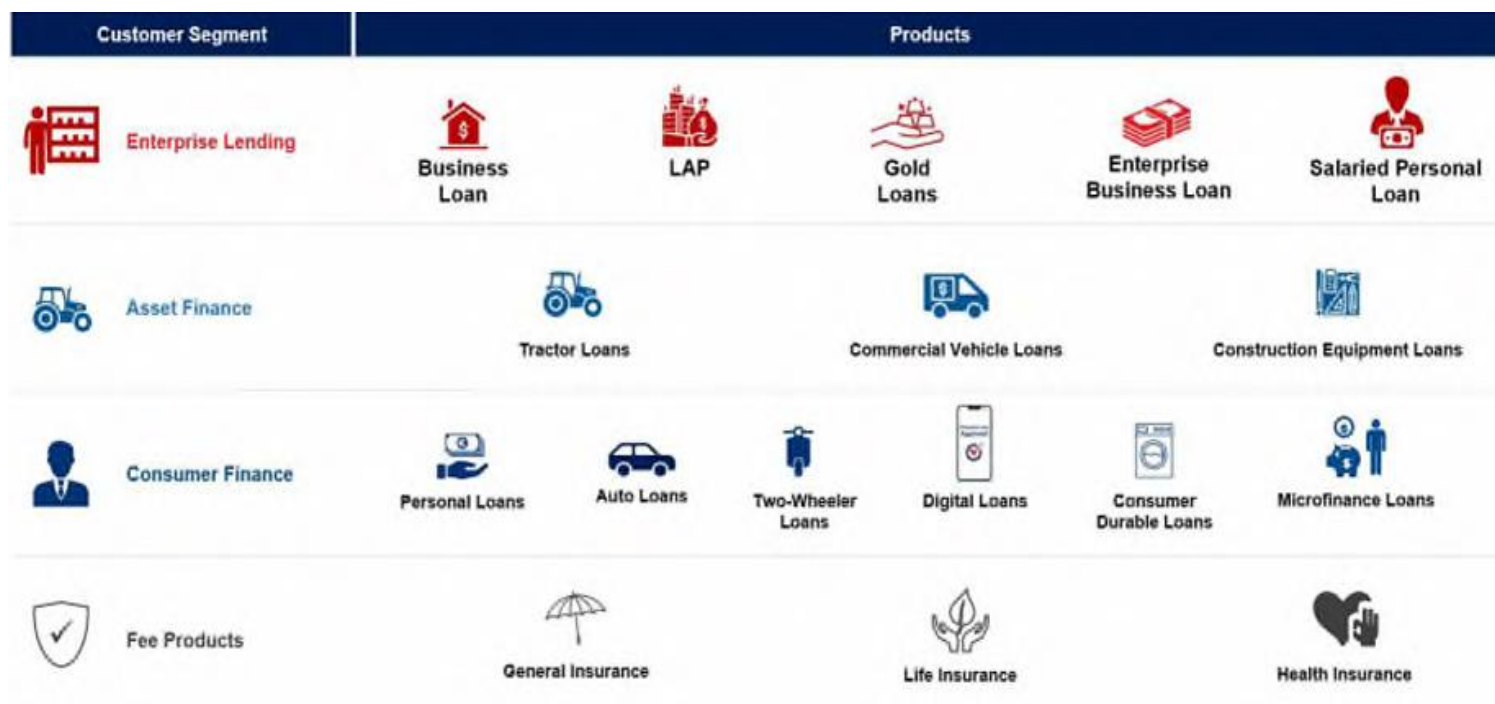 Customer Segment
Products
Enterprise Lending
Business
Loan
LAP
Gold
Loans
Enterprise
Business Loan
Salaried Personal
Loan
Asset Finance
Tractor Loans
Commercial Vehicle Loans
Construction Equipment Loans
Consumer Finance
Personal Loans
Auto Loans
Two-Wheeler
Loans
Digital Loans
Consumer
Durable Loans
Microfinance Loans
Fee Products
General Insurance
Life Insurance
Health Insurance